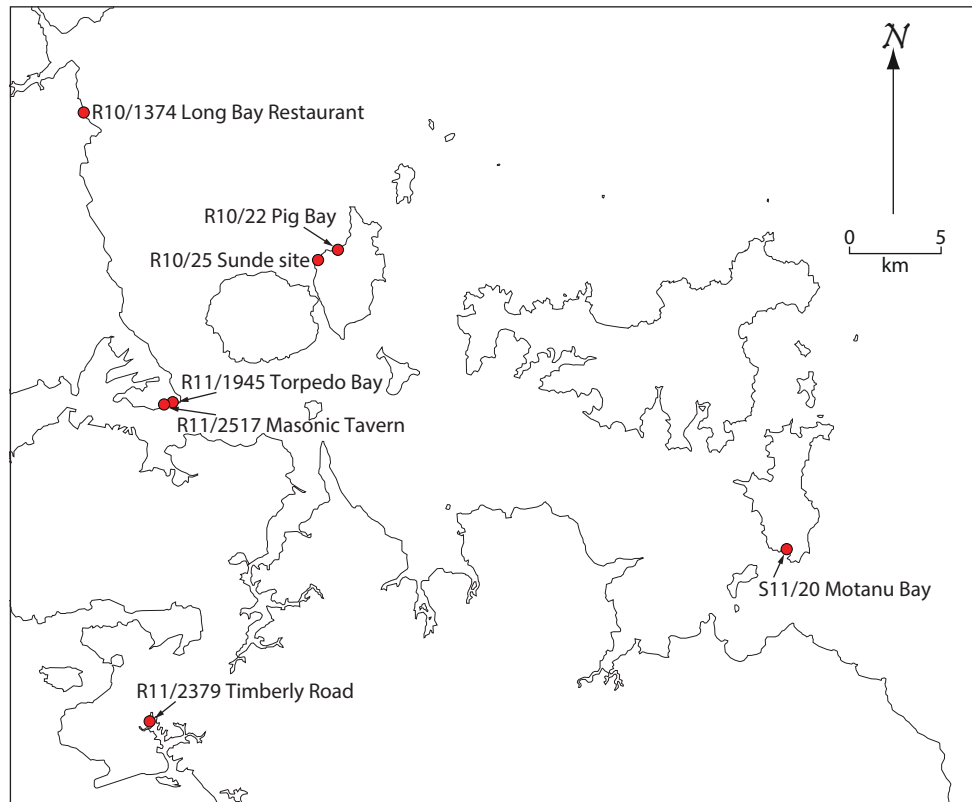 N
R10/1374 Long Bay Restaurant
R10/22 Pig Bay
0 5
km
R10/25 Sunde site
R11/1945 Torpedo Bay
R11/2517 Masonic Tavern
S11/20 Motanu Bay
R11/2379 Timberly Road